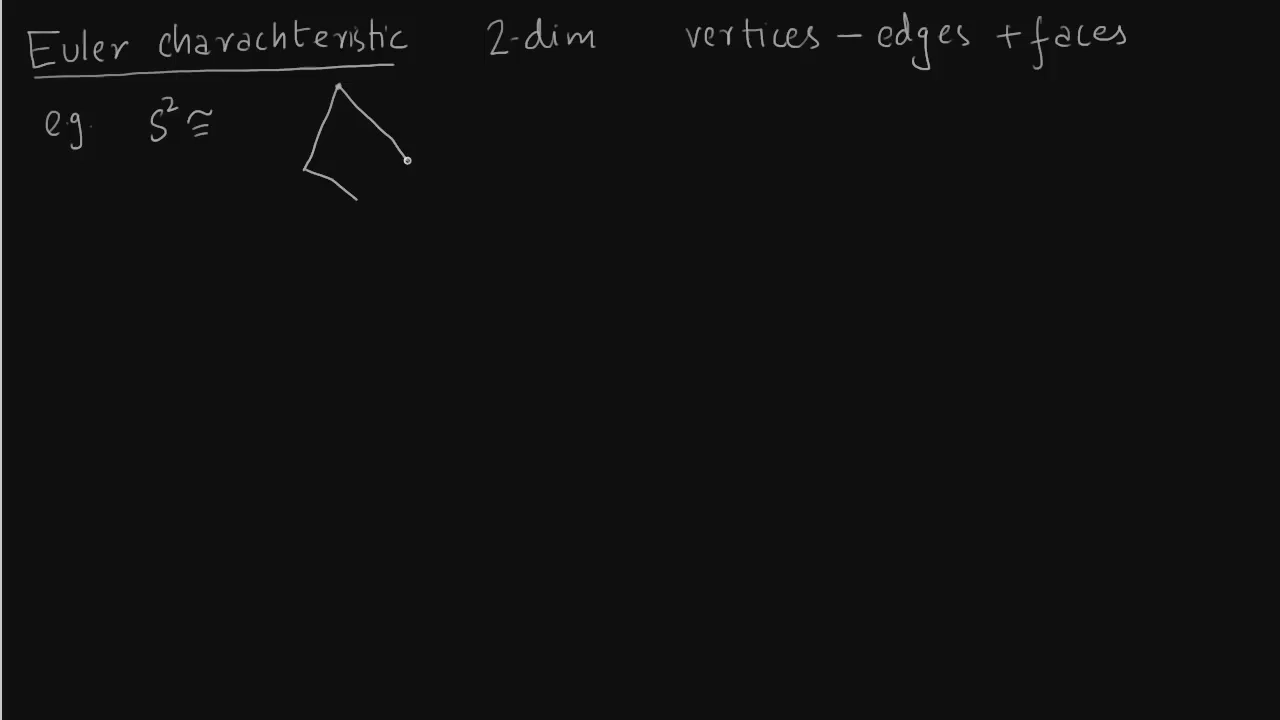 Euler charachteristic 2-dim vertices - edges + faces
e.g. S² ≅